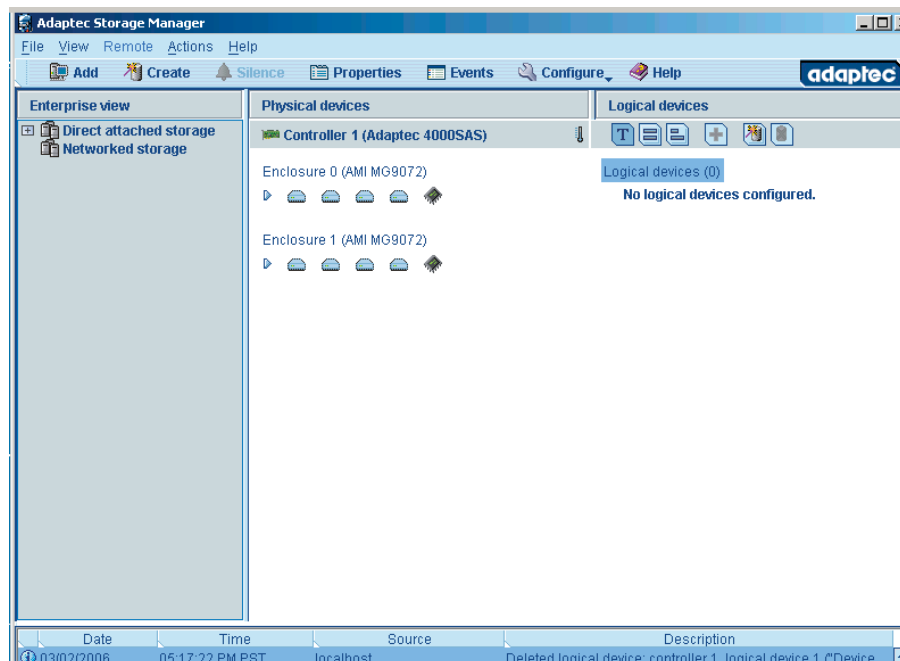 Adaptec Storage Manager
File View Remote Actions Help
Add Create Silence Properties Events Configure Help
adaptec
Enterprise view
Direct attached storage
Networked storage
Physical devices
Controller 1 (Adaptec 4000SAS)
Enclosure 0 (AMI MG9072)
Enclosure 1 (AMI MG9072)
Logical devices
T
Logical devices (0)
No logical devices configured.
Date Time Source Description
03/02/2006 05:17:22 PM PST localhost Deleted logical device: controller 1, logical device 1 ("Device